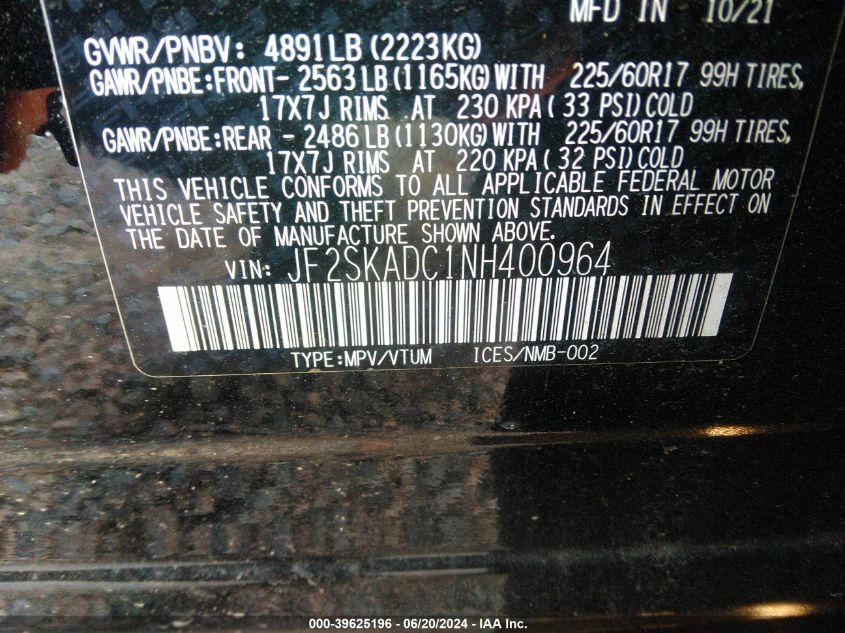 MFD IN 10/21
GVWR/PNBV: 4891LB (2223KG)
GAWR/PNBE:FRONT- 2563LB(1165KG)WITH 225/60R17 99H TIRES,
17X7J RIMS AT 230 KPA ( 33 PSI) COLD
GAWR/PNBE:REAR - 2486LB(1130KG)WITH 225/60R17 99H TIRES,
17X7J RIMS AT 220 KPA( 32 PSI)COLD
THIS VEHICLE CONFORMS TO ALL APPLICABLE FEDERAL MOTOR
VEHICLE SAFETY AND THEFT PREVENTION STANDARDS IN EFFECT ON
THE DATE OF MANUFACTURE SHOWN ABOVE.
VIN: JF2SKADC1NH400964
TYPE:MPV/VTUM ICES/NMB-002
000-39625196 - 06/20/2024 - IAA Inc.